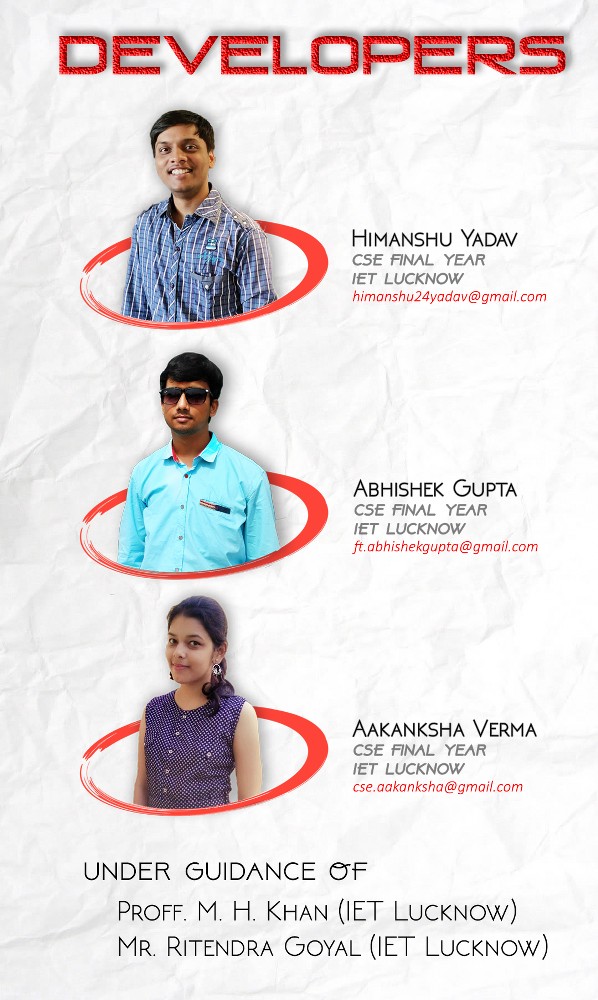 DEVELOPERS
Himanshu Yadav
CSE FINAL YEAR
IET LUCKNOW
himanshu24yadav@gmail.com
Abhishek Gupta
CSE FINAL YEAR
IET LUCKNOW
ft.abhishekgupta@gmail.com
Aakanksha Verma
CSE FINAL YEAR
IET LUCKNOW
cse.aakanksha@gmail.com
UNDER GUIDANCE OF
Proff. M. H. Khan (IET Lucknow)
Mr. Ritendra Goyal (IET Lucknow)